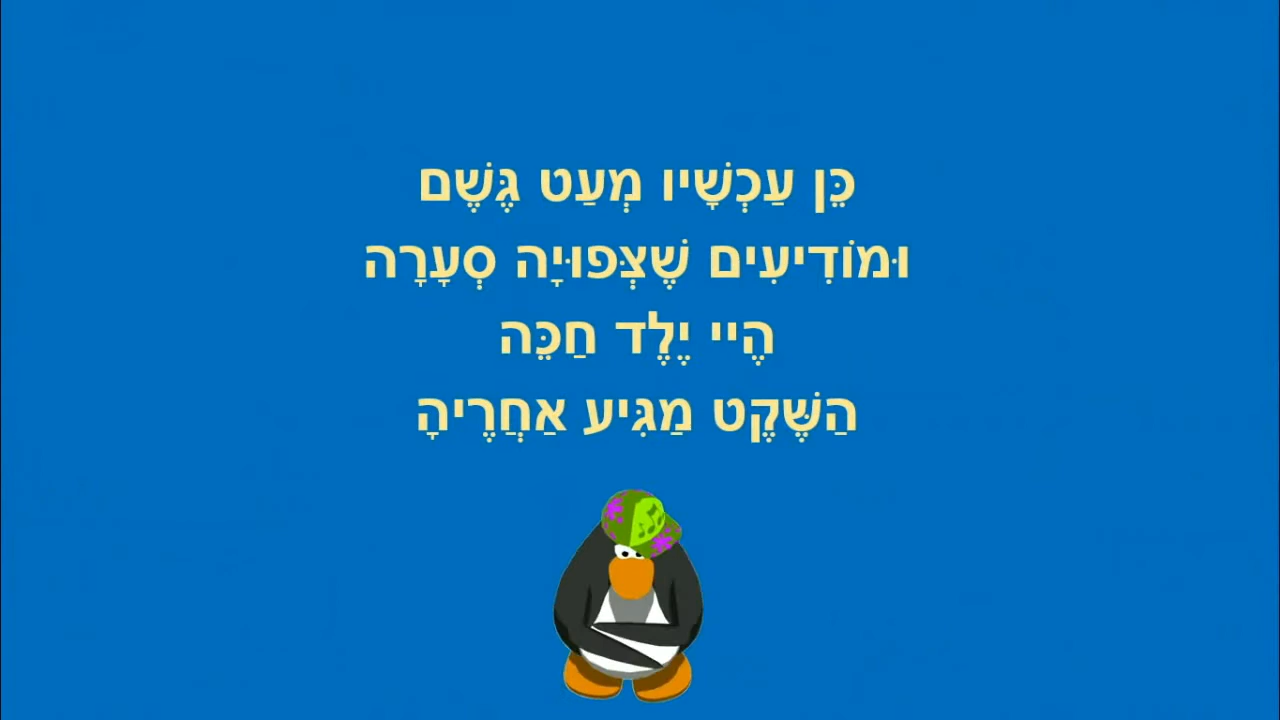 כֵּן עַכְשָׁיו מְעַט גֶּשֶׁם
וּמוֹדִיעִים שֶׁצְּפוּיָה סְעָרָה
הֶיי יֶלֶד חַכֵּה
הַשֶּׁקֶט מַגִּיע אַחֲרֶיהָ